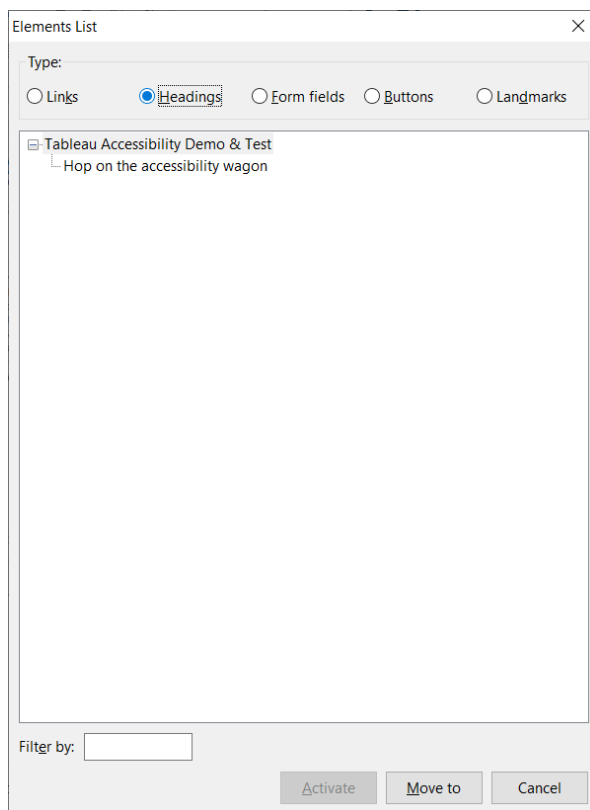 Elements List
Type:
Links Headings Form fields Buttons Landmarks
Tableau Accessibility Demo & Test
Hop on the accessibility wagon
Filter by:
Activate Move to Cancel